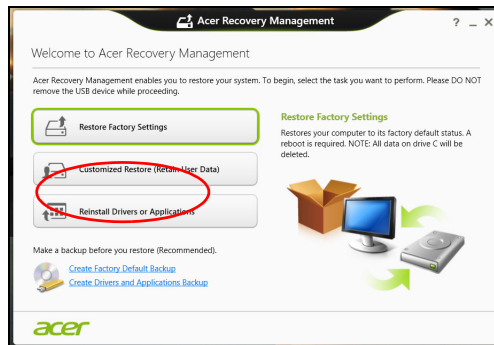 Acer Recovery Management
? _ X
Welcome to Acer Recovery Management
Acer Recovery Management enables you to restore your system. To begin, select the task you want to perform. Please DO NOT
remove the USB device while proceeding.
Restore Factory Settings
Customized Restore (Retain User Data)
Reinstall Drivers or Applications
Restore Factory Settings
Restores your computer to its factory default status. A
reboot is required. NOTE: All data on drive C will be
deleted.
Make a backup before you restore (Recommended).
Create Factory Default Backup
Create Drivers and Applications Backup
acer